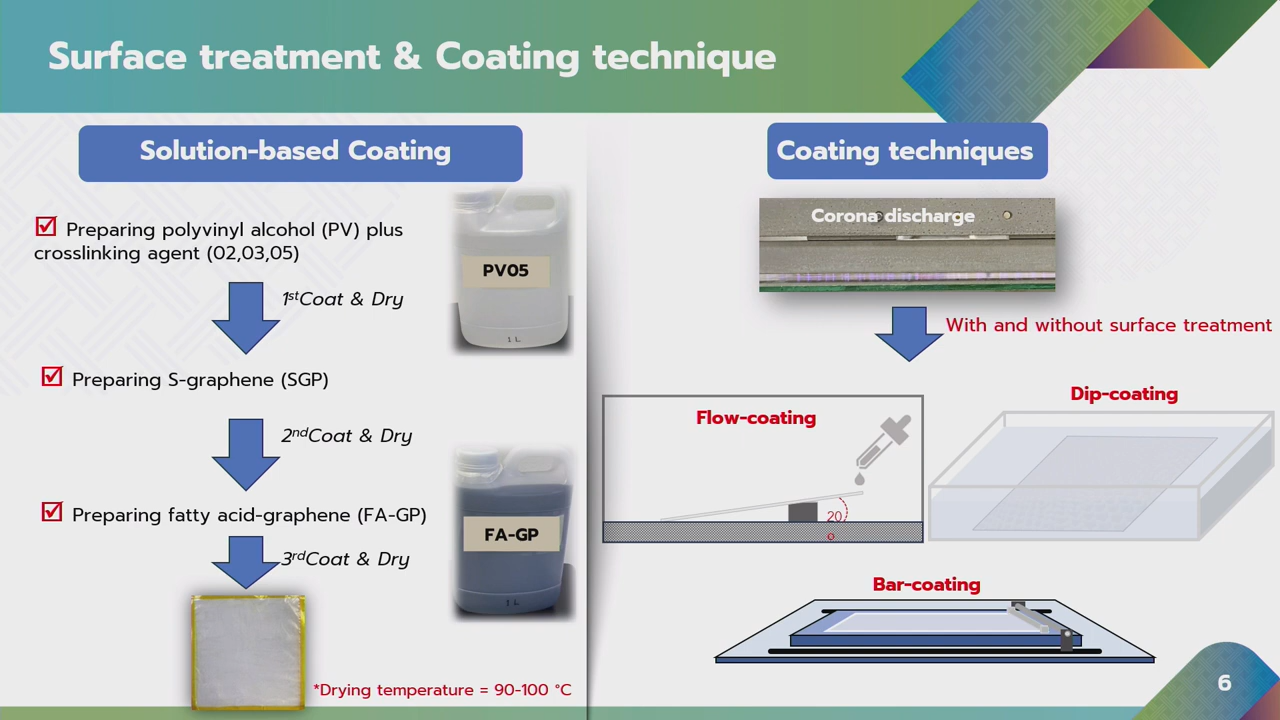 Surface treatment & Coating technique
Solution-based Coating
Preparing polyvinyl alcohol (PV) plus
crosslinking agent (02,03,05)
PV05
1 L
1stCoat & Dry
Preparing S-graphene (SGP)
2ndCoat & Dry
Preparing fatty acid-graphene (FA-GP)
FA-GP
1 L
3rdCoat & Dry
*Drying temperature = 90-100 °C
Coating techniques
Corona discharge
With and without surface treatment
Flow-coating
20
o
Dip-coating
Bar-coating
6